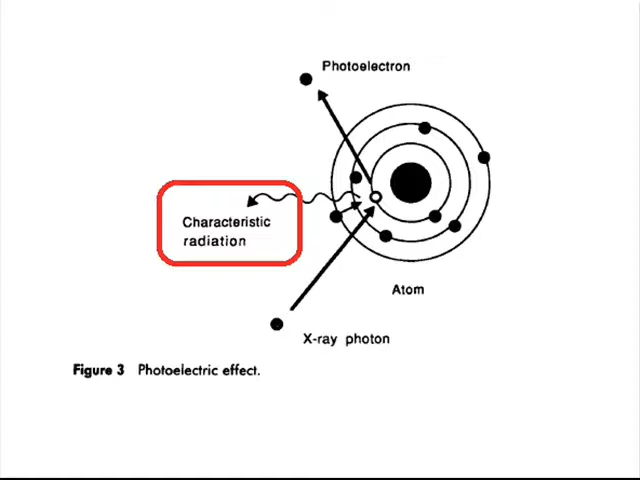 Photoelectron
Characteristic
radiation
Atom
X-ray photon
Figure 3 Photoelectric effect.